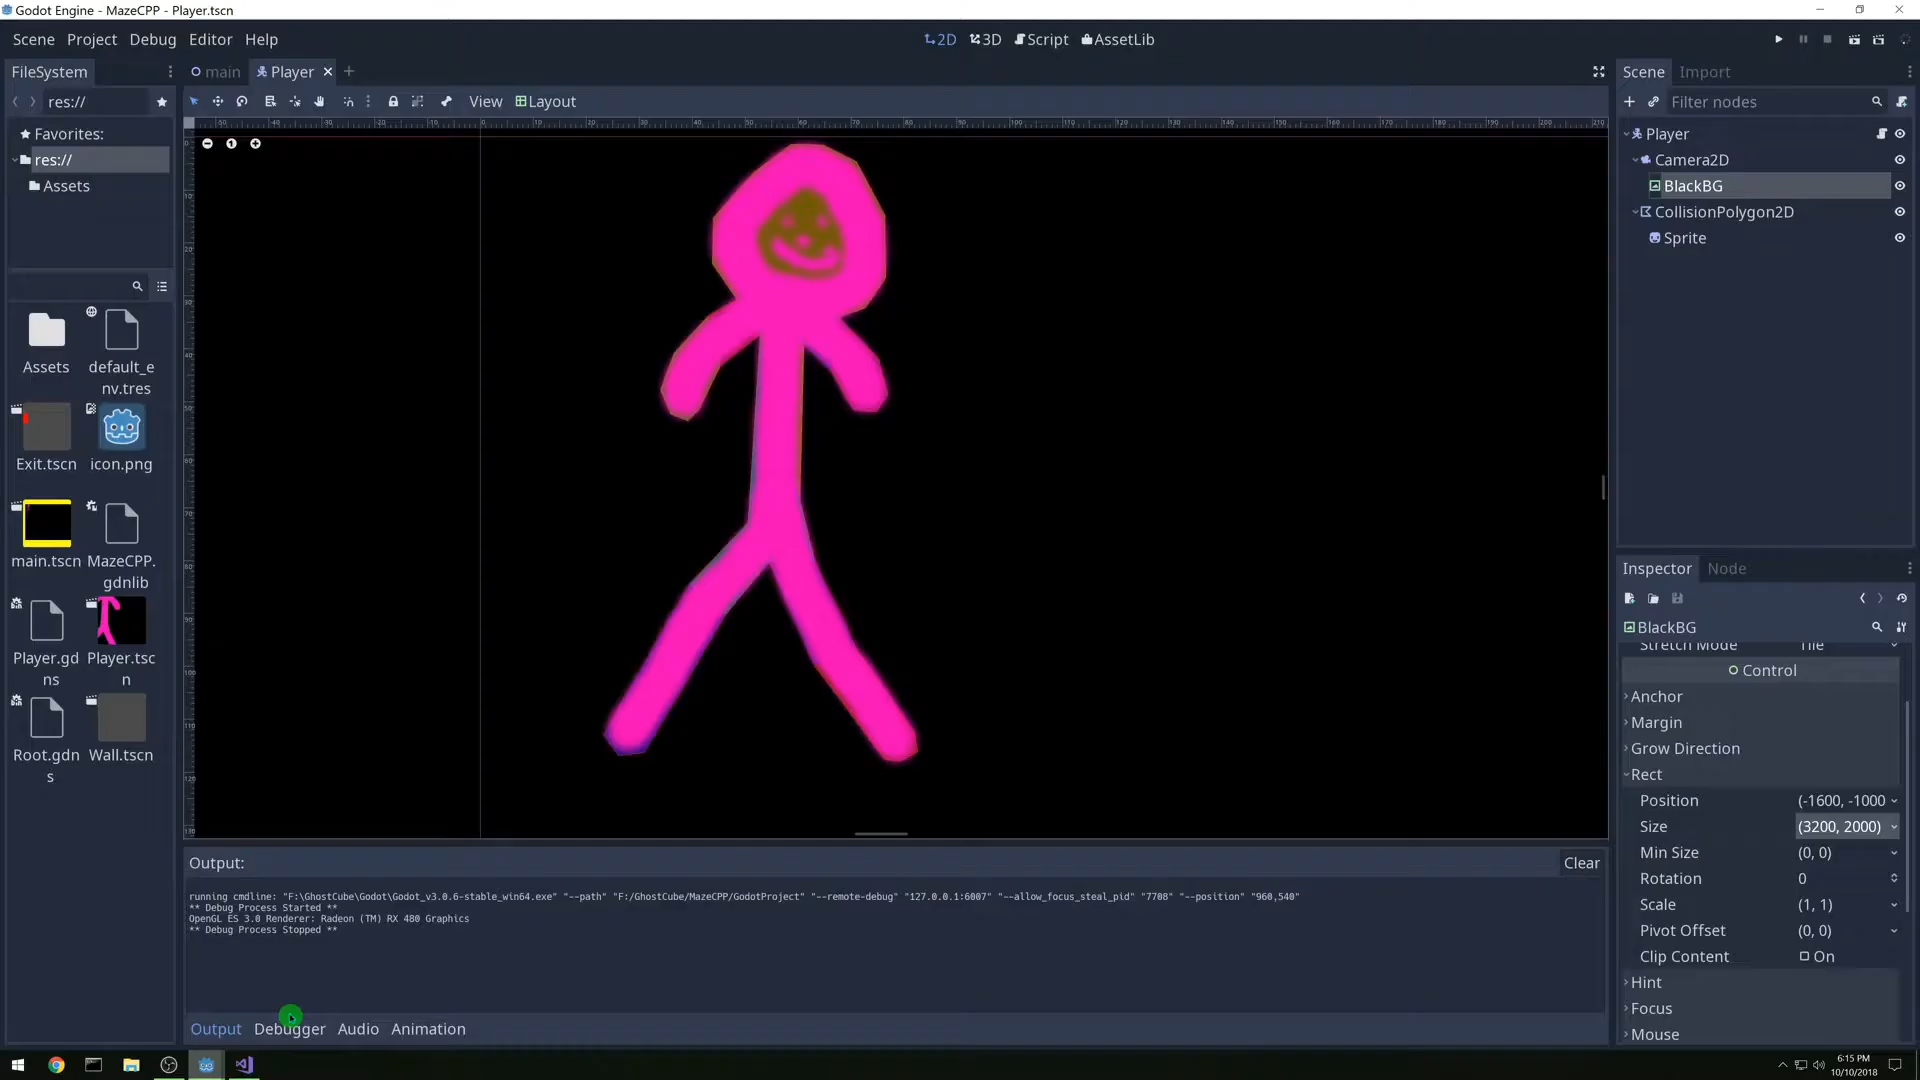 Godot Engine - MazeCPP - Player.tscn
Scene Project Debug Editor Help
2D 3D Script AssetLib
FileSystem
main Player
Scene Import
res://
View Layout
Filter nodes
Favorites:
res://
Assets
Player
Camera2D
BlackBG
CollisionPolygon2D
Sprite
Assets
default_e
nv.tres
Exit.tscn
icon.png
main.tscn
MazeCPP.
gdnlib
Player.gd
ns
Player.tsc
n
Root.gdn
s
Wall.tscn
Inspector Node
BlackBG
Stretch Mode Tile
Control
Anchor
Margin
Grow Direction
Rect
Position (-1600, -1000
Size (3200, 2000)
Min Size (0, 0)
Rotation 0
Scale (1, 1)
Pivot Offset (0, 0)
Clip Content On
Hint
Focus
Mouse
Output: Clear
running cmdline: "F:\GhostCube\Godot\Godot_v3.0.6-stable_win64.exe" "--path" "F:/GhostCube/MazeCPP/GodotProject" "--remote-debug" "127.0.0.1:6007" "--allow_focus_steal_pid" "7708" "--position" "960,540"
** Debug Process Started **
OpenGL ES 3.0 Renderer: Radeon (TM) RX 480 Graphics
** Debug Process Stopped **
Output Debugger Audio Animation
6:15 PM
10/10/2018